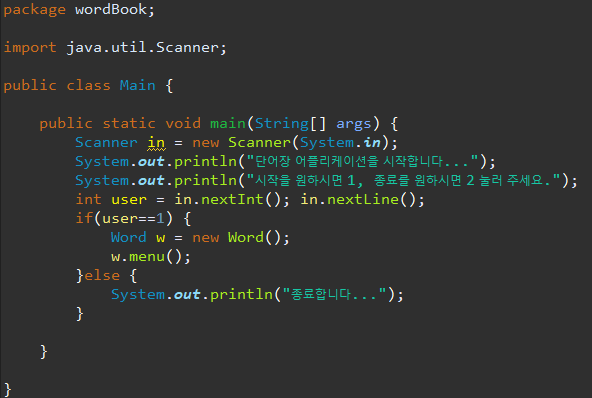 package wordBook;
import java.util.Scanner;
public class Main {
public static void main(String[] args) {
Scanner in = new Scanner(System.in);
System.out.println("단어장 어플리케이션을 시작합니다...");
System.out.println("시작을 원하시면 1, 종료를 원하시면 2 눌러 주세요.");
int user = in.nextInt(); in.nextLine();
if(user==1) {
Word w = new Word();
w.menu();
}else {
System.out.println("종료합니다...");
}
}
}